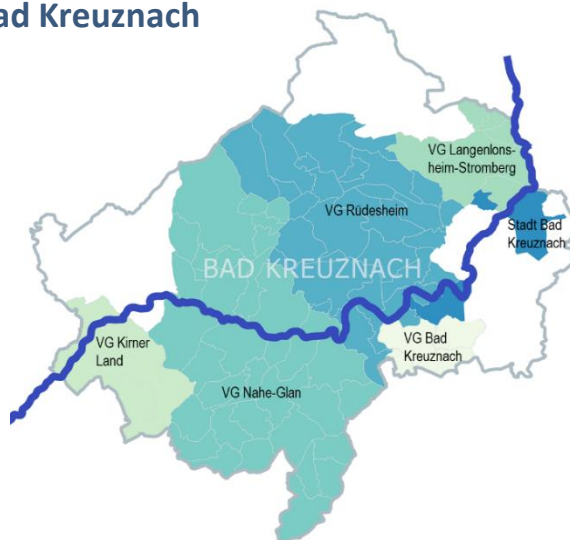 ad Kreuznach
VG Langenlons-
heim-Stromberg
VG Rüdesheim
Stadt Bad
Kreuznach
BAD KREUZNACH
VG Kirner
Land
VG Bad
Kreuznach
VG Nahe-Glan